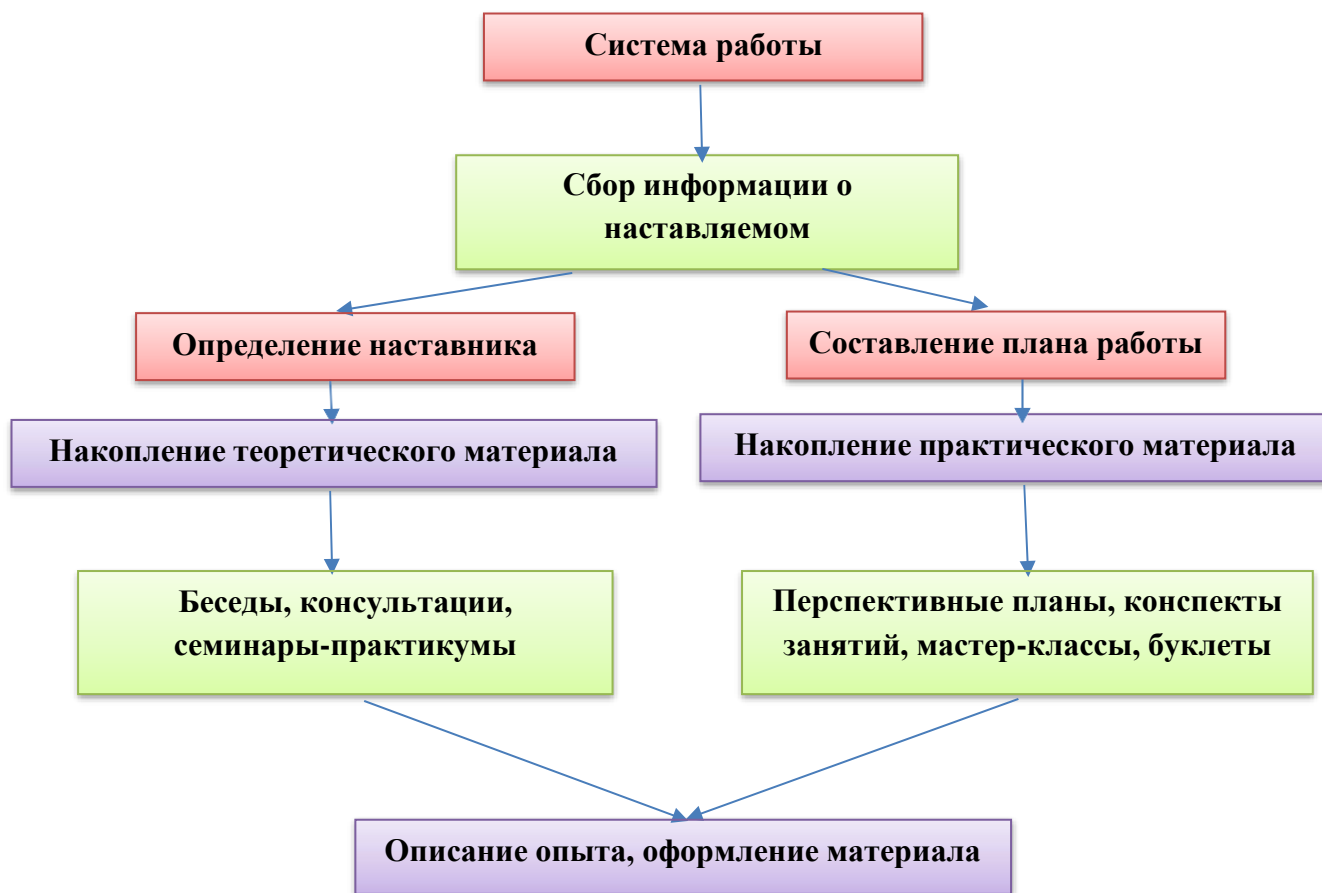 Система работы
Сбор информации о
наставляемом
Определение наставника
Составление плана работы
Накопление теоретического материала
Накопление практического материала
Беседы, консультации,
семинары-практикумы
Перспективные планы, конспекты
занятий, мастер-классы, буклеты
Описание опыта, оформление материала